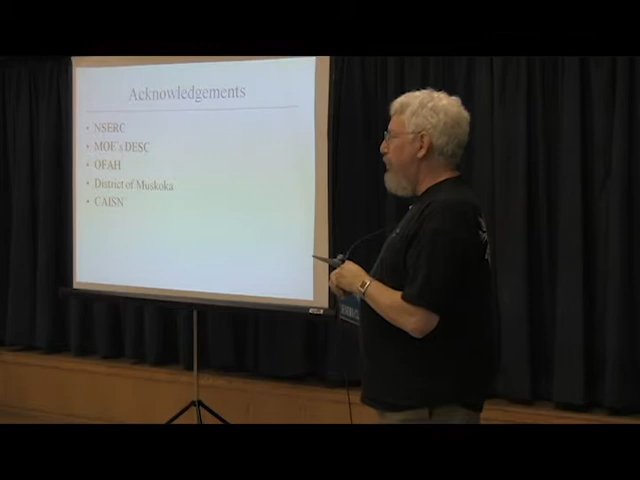 Acknowledgements
• NSERC
• MOE's DESC
• OFAH
• District of Muskoka
• CAISN